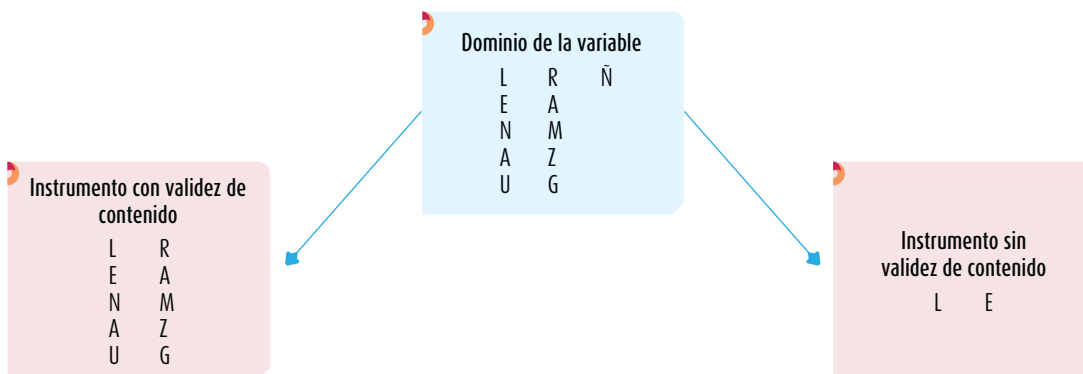 Dominio de la variable
L R Ñ
E A
N M
A Z
U G
Instrumento con validez de
contenido
L R
E A
N M
A Z
U G
Instrumento sin
validez de contenido
L E